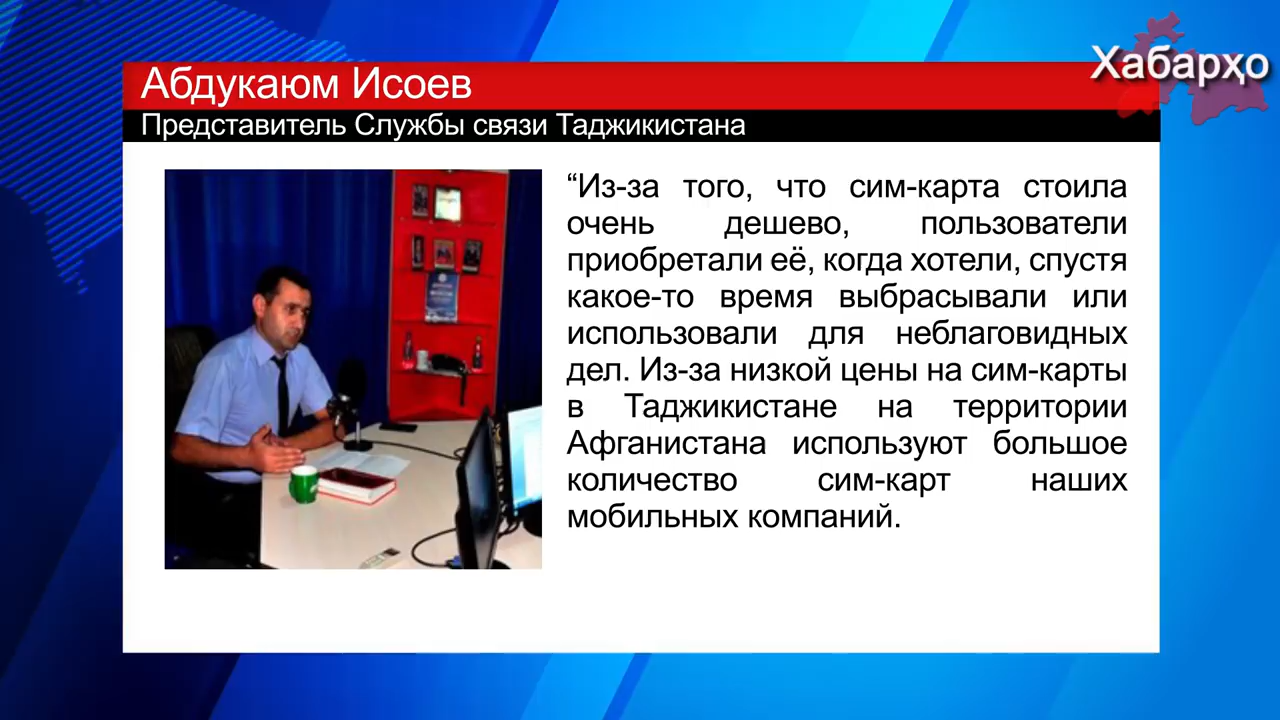 Хабарҳо
Абдукаюм Исоев
Представитель Службы связи Таджикистана
“Из-за того, что сим-карта стоила
очень дешево, пользователи
приобретали её, когда хотели, спустя
какое-то время выбрасывали или
использовали для неблаговидных
дел. Из-за низкой цены на сим-карты
в Таджикистане на территории
Афганистана используют большое
количество сим-карт наших
мобильных компаний.